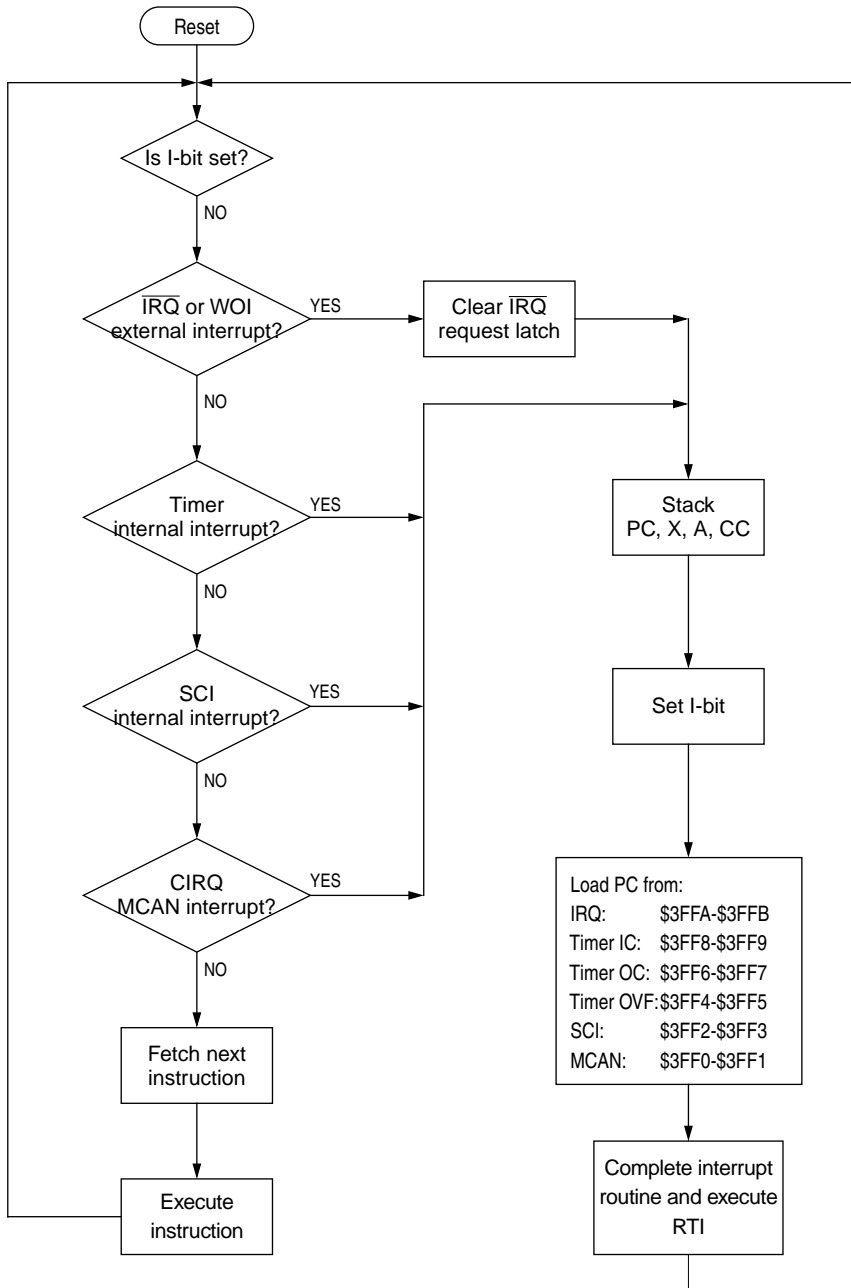 Reset
Is I-bit set?
NO
IRQ or WOI
external interrupt?
YES
Clear IRQ
request latch
NO
Timer
internal interrupt?
YES
Stack
PC, X, A, CC
NO
SCI
internal interrupt?
YES
Set I-bit
NO
CIRQ
MCAN interrupt?
YES
Load PC from:
IRQ: $3FFA-$3FFB
Timer IC: $3FF8-$3FF9
Timer OC: $3FF6-$3FF7
Timer OVF:$3FF4-$3FF5
SCI: $3FF2-$3FF3
MCAN: $3FF0-$3FF1
NO
Fetch next
instruction
Complete interrupt
routine and execute
RTI
Execute
instruction